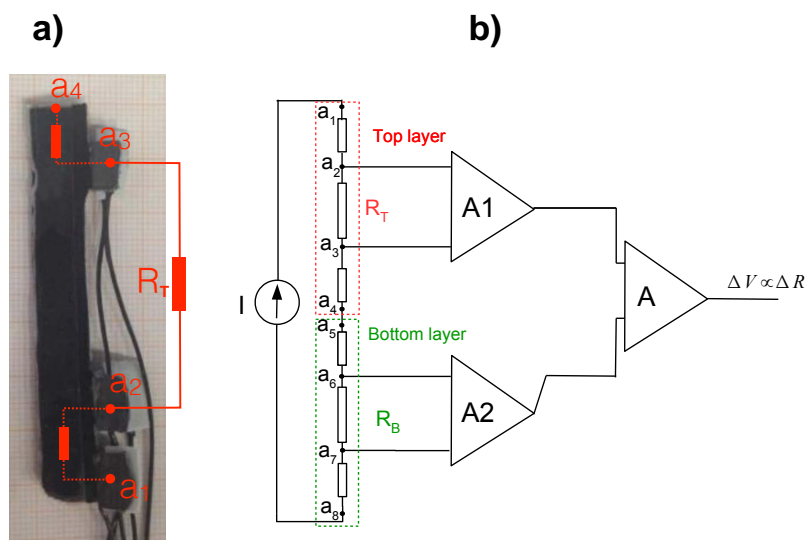 a)
a4
a3
RT
a2
a1
b)
a1
Top layer
a2
A1
RT
a3
A
ΔV∝ΔR
I
a4
a5
Bottom layer
a6
A2
RB
a7
a8